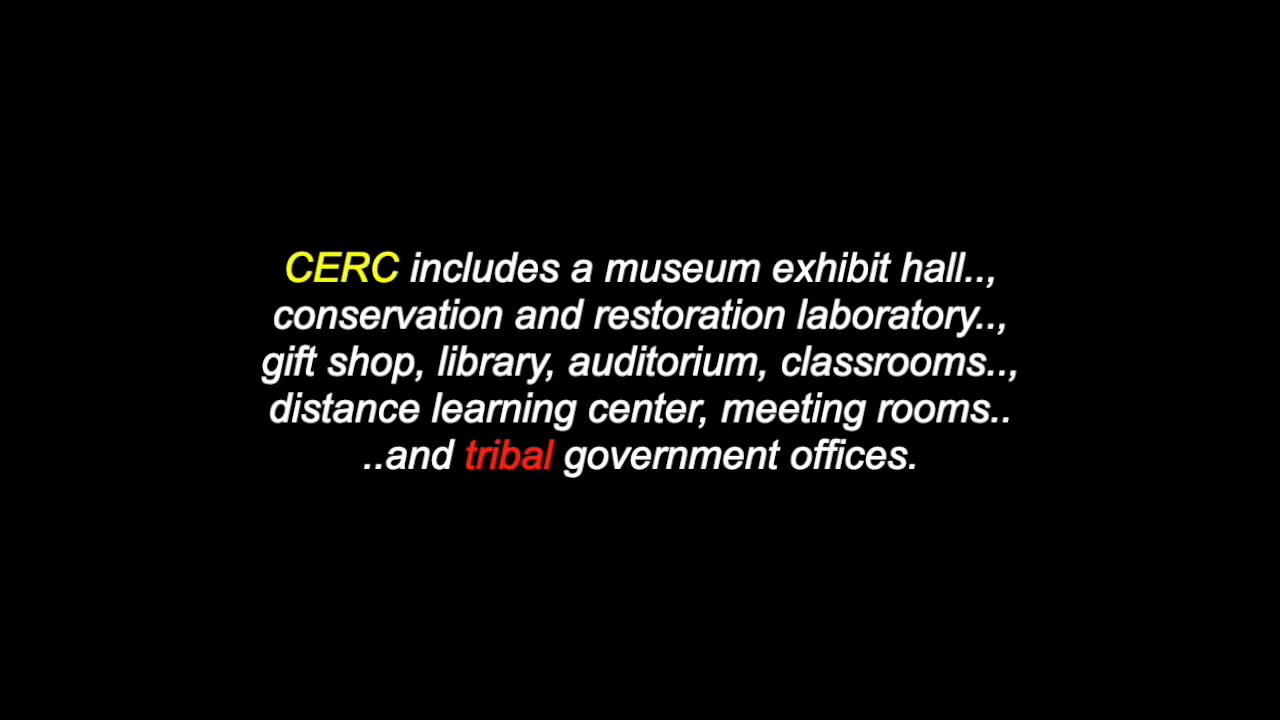 CERC includes a museum exhibit hall..,
conservation and restoration laboratory..,
gift shop, library, auditorium, classrooms..,
distance learning center, meeting rooms..
..and tribal government offices.